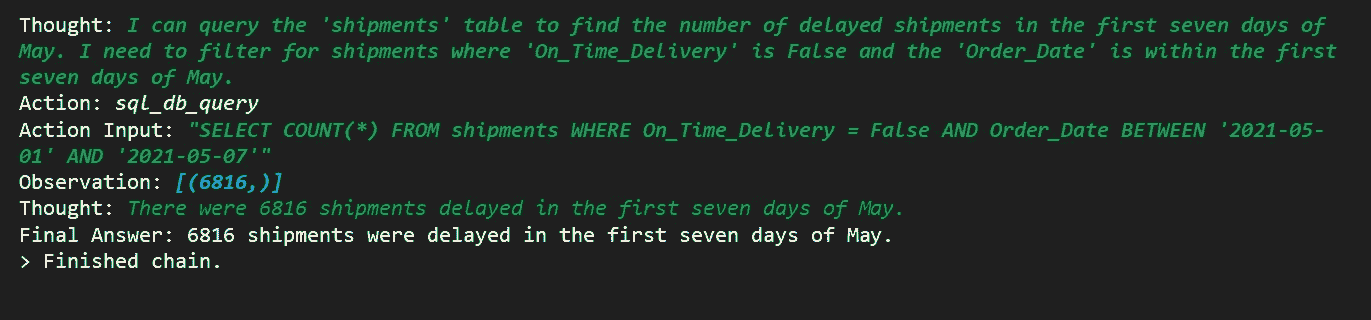 Thought: I can query the 'shipments' table to find the number of delayed shipments in the first seven days of
May. I need to filter for shipments where 'On_Time_Delivery' is False and the 'Order_Date' is within the first
seven days of May.
Action: sql_db_query
Action Input: "SELECT COUNT(*) FROM shipments WHERE On_Time_Delivery = False AND Order_Date BETWEEN '2021-05-
01' AND '2021-05-07'"
Observation: [(6816,)]
Thought: There were 6816 shipments delayed in the first seven days of May.
Final Answer: 6816 shipments were delayed in the first seven days of May.
> Finished chain.